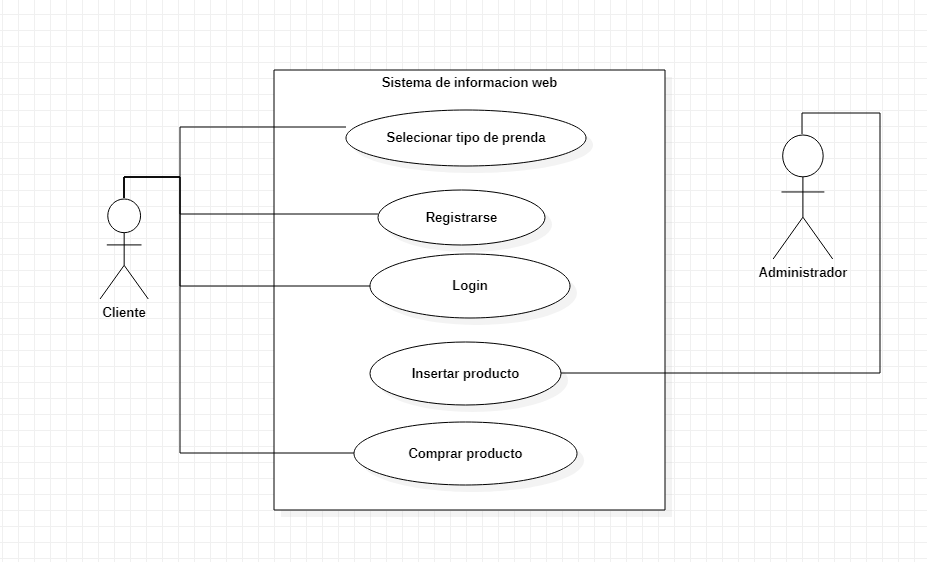 Sistema de informacion web
Selecionar tipo de prenda
Registrarse
Login
Insertar producto
Comprar producto
Cliente
Administrador